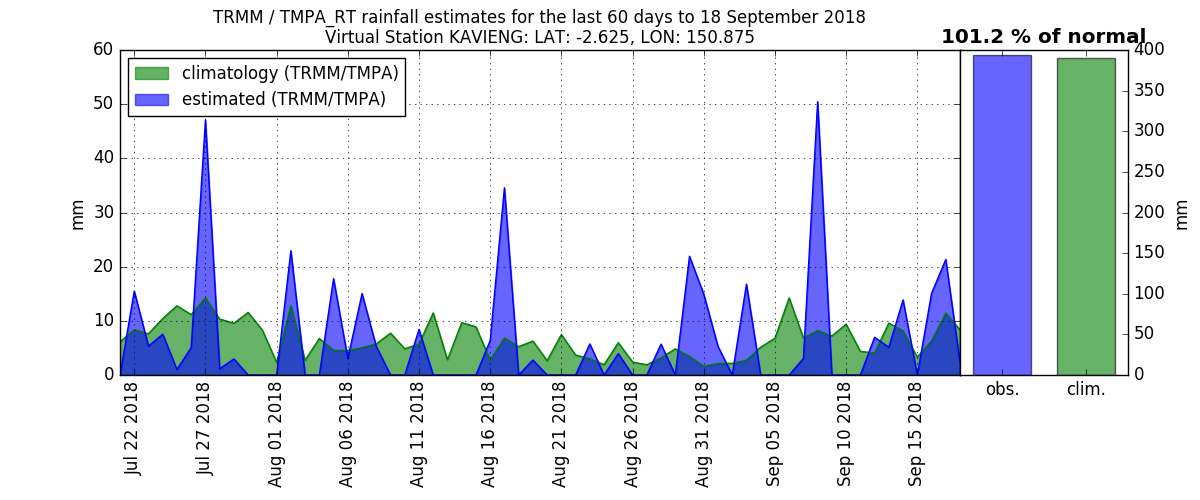 TRMM / TMPA_RT rainfall estimates for the last 60 days to 18 September 2018
Virtual Station KAVIENG: LAT: -2.625, LON: 150.875
101.2 % of normal
climatology (TRMM/TMPA)
estimated (TRMM/TMPA)
60
50
40
30
20
10
0
mm
400
350
300
250
200
150
100
50
0
mm
Jul 22 2018
Jul 27 2018
Aug 01 2018
Aug 06 2018
Aug 11 2018
Aug 16 2018
Aug 21 2018
Aug 26 2018
Aug 31 2018
Sep 05 2018
Sep 10 2018
Sep 15 2018
obs.
clim.